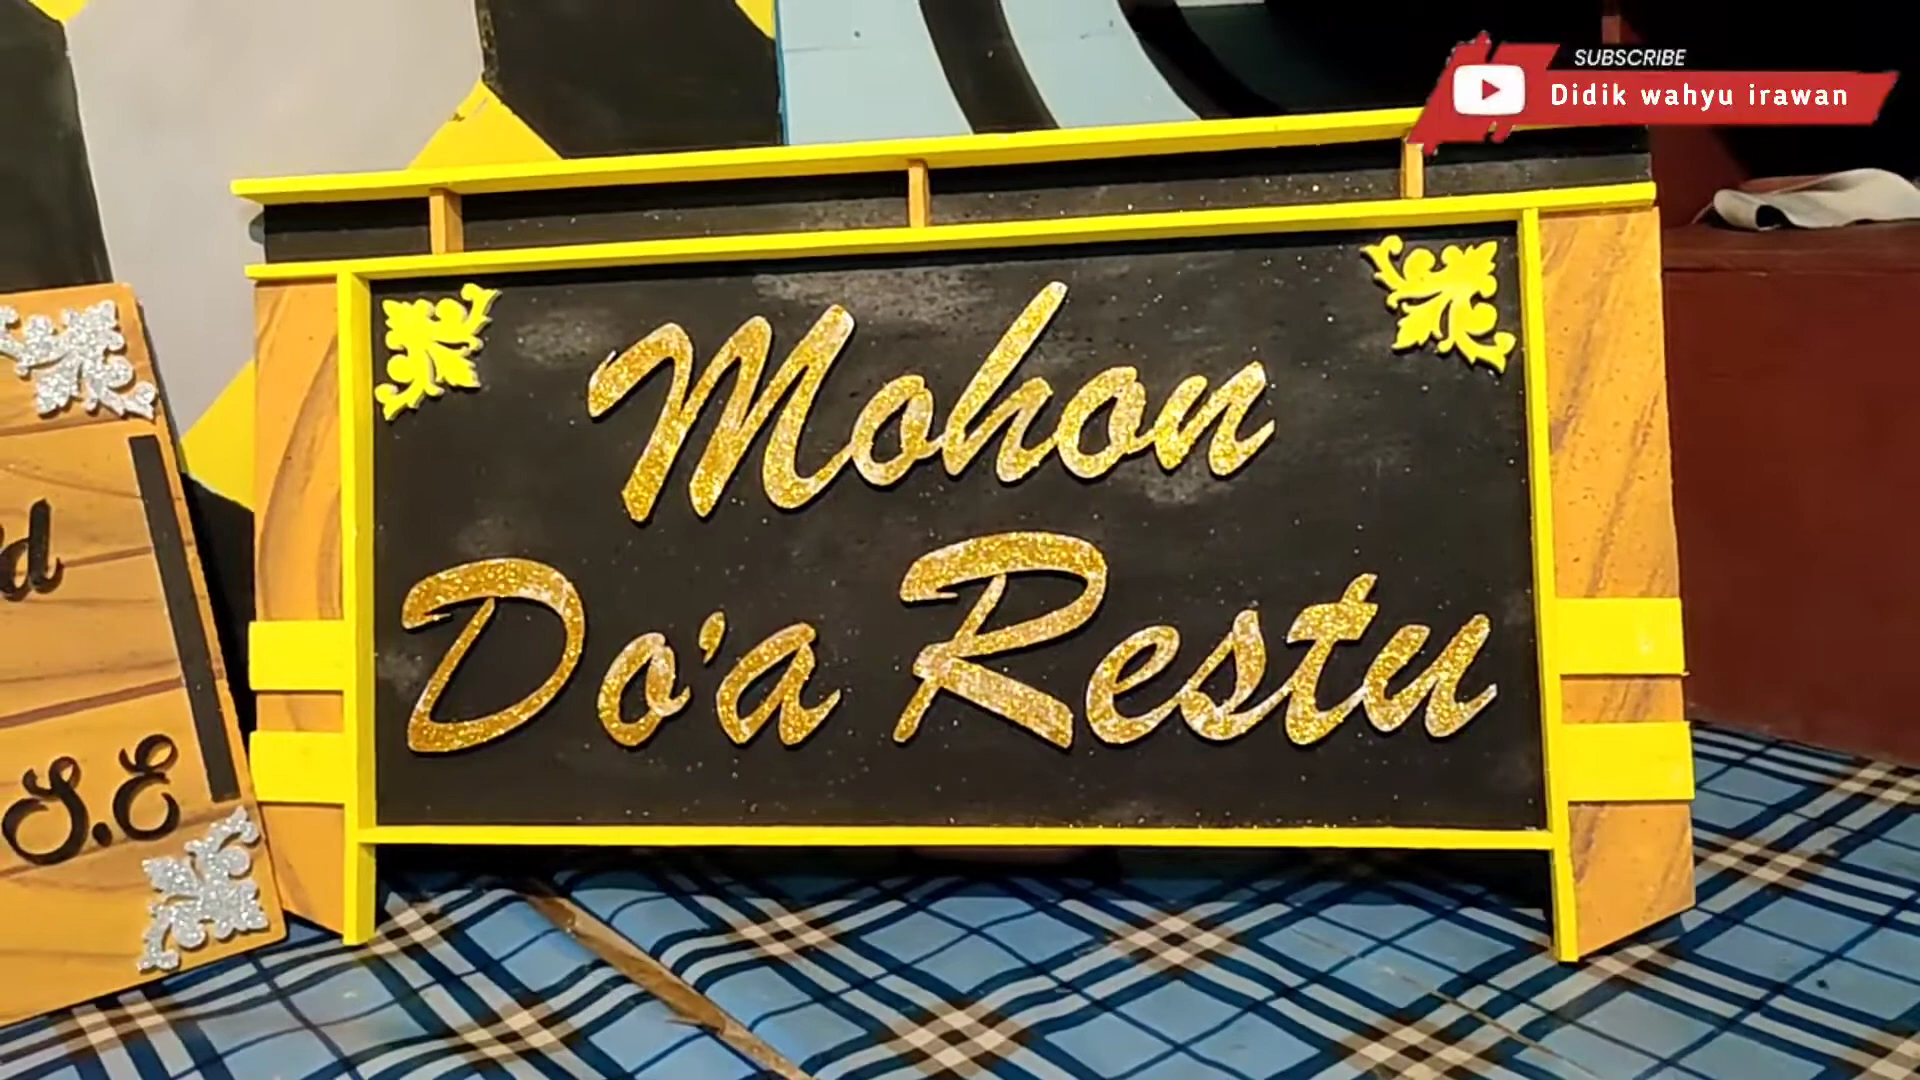 SUBSCRIBE
Didik wahyu irawan
Mohon
Do'a Restu
d
S.E